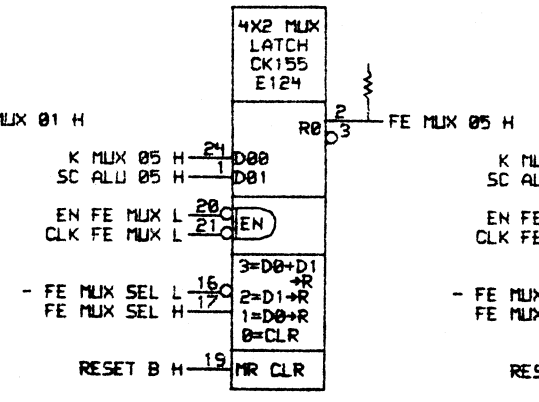 4X2 MUX
LATCH
CK155
E124
MUX 01 H
R0 2 FE MUX 05 H
3
K MUX 05 H 24 D00
SC ALU 05 H 1 D01
EN FE MUX L 20
CLK FE MUX L 21 EN
- FE MUX SEL L 16
FE MUX SEL H 17
3=D0+D1
→R
2=D1→R
1=D0→R
0=CLR
RESET B H 19 MR CLR
K MU
SC AL
EN FE
CLK FE
- FE MUX
FE MUX
RES